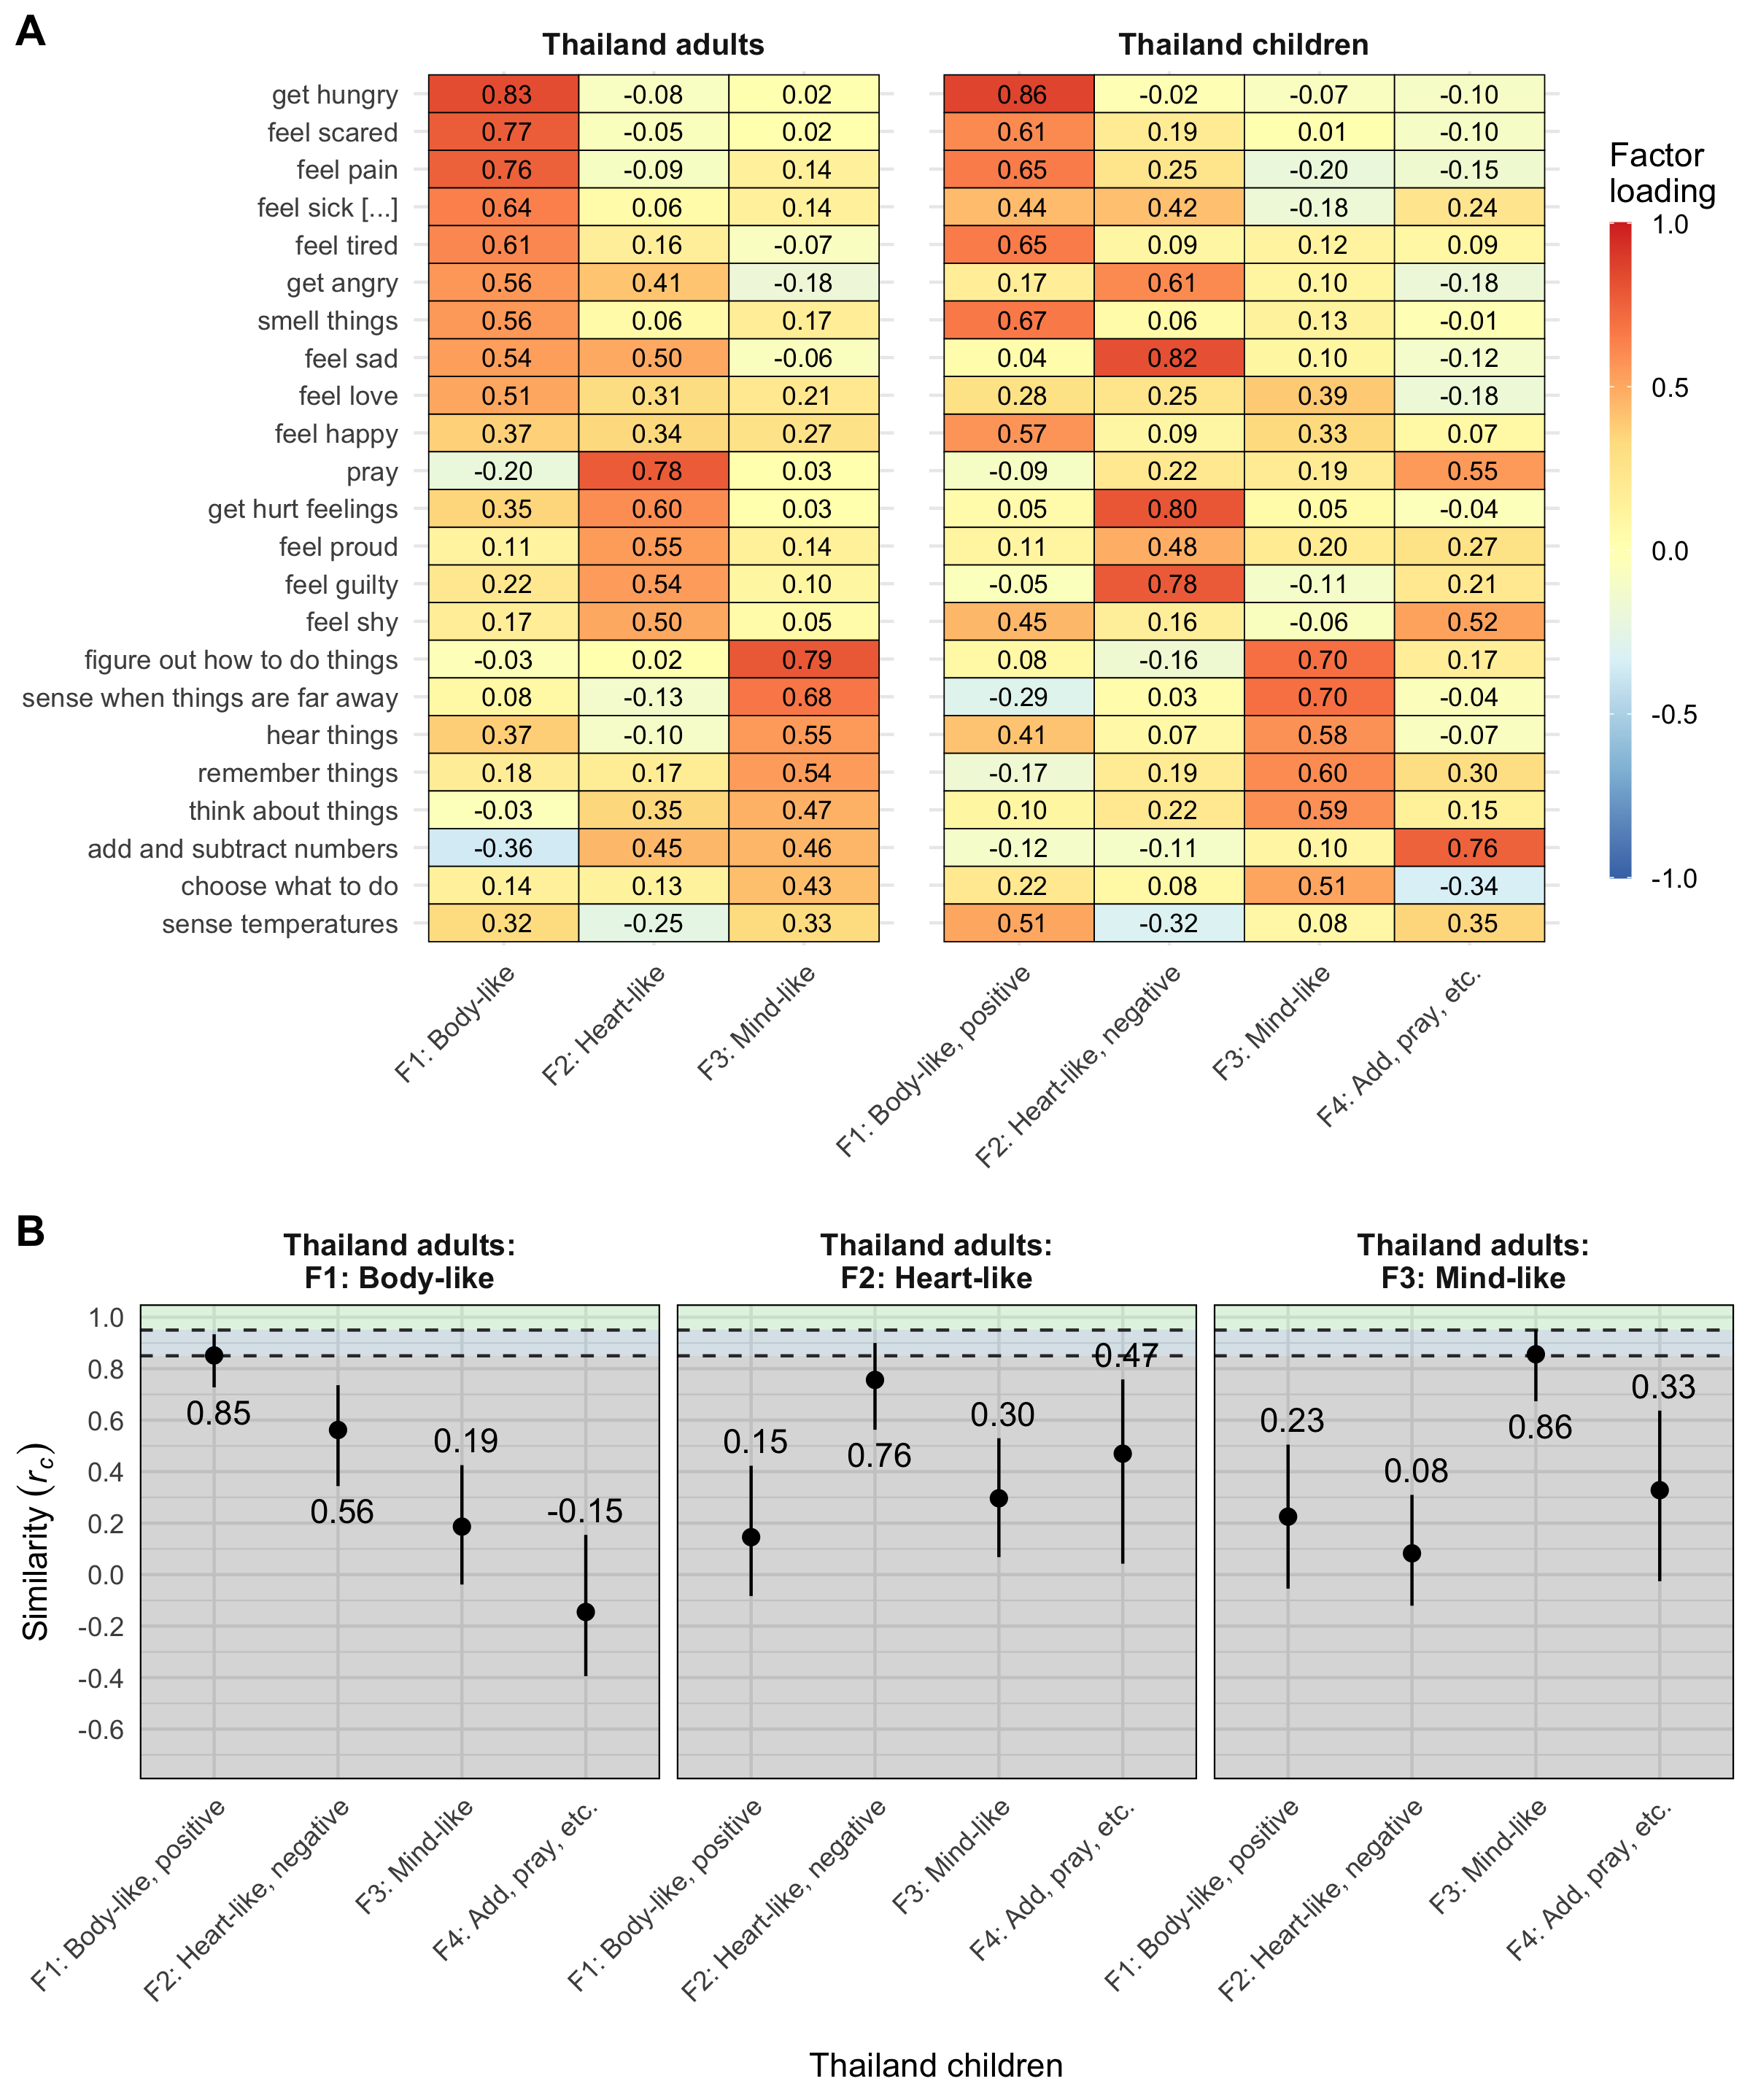 A
Thailand adults Thailand children
get hungry 0.83 -0.08 0.02 0.86 -0.02 -0.07 -0.10
feel scared 0.77 -0.05 0.02 0.61 0.19 0.01 -0.10
feel pain 0.76 -0.09 0.14 0.65 0.25 -0.20 -0.15
feel sick [...] 0.64 0.06 0.14 0.44 0.42 -0.18 0.24
feel tired 0.61 0.16 -0.07 0.65 0.09 0.12 0.09
get angry 0.56 0.41 -0.18 0.17 0.61 0.10 -0.18
smell things 0.56 0.06 0.17 0.67 0.06 0.13 -0.01
feel sad 0.54 0.50 -0.06 0.04 0.82 0.10 -0.12
feel love 0.51 0.31 0.21 0.28 0.25 0.39 -0.18
feel happy 0.37 0.34 0.27 0.57 0.09 0.33 0.07
pray -0.20 0.78 0.03 -0.09 0.22 0.19 0.55
get hurt feelings 0.35 0.60 0.03 0.05 0.80 0.05 -0.04
feel proud 0.11 0.55 0.14 0.11 0.48 0.20 0.27
feel guilty 0.22 0.54 0.10 -0.05 0.78 -0.11 0.21
feel shy 0.17 0.50 0.05 0.45 0.16 -0.06 0.52
figure out how to do things -0.03 0.02 0.79 0.08 -0.16 0.70 0.17
sense when things are far away 0.08 -0.13 0.68 -0.29 0.03 0.70 -0.04
hear things 0.37 -0.10 0.55 0.41 0.07 0.58 -0.07
remember things 0.18 0.17 0.54 -0.17 0.19 0.60 0.30
think about things -0.03 0.35 0.47 0.10 0.22 0.59 0.15
add and subtract numbers -0.36 0.45 0.46 -0.12 -0.11 0.10 0.76
choose what to do 0.14 0.13 0.43 0.22 0.08 0.51 -0.34
sense temperatures 0.32 -0.25 0.33 0.51 -0.32 0.08 0.35
F1: Body-like
F2: Heart-like
F3: Mind-like
F1: Body-like, positive
F2: Heart-like, negative
F3: Mind-like
F4: Add, pray, etc.
Factor
loading
1.0
0.5
0.0
-0.5
-1.0
B
Thailand adults:
F1: Body-like
Thailand adults:
F2: Heart-like
Thailand adults:
F3: Mind-like
Similarity (rc)
1.0
0.8
0.6
0.4
0.2
0.0
-0.2
-0.4
-0.6
0.85
0.56
0.19
-0.15
0.15
0.76
0.30
0.47
0.23
0.08
0.86
0.33
F1: Body-like, positive
F2: Heart-like, negative
F3: Mind-like
F4: Add, pray, etc.
F1: Body-like, positive
F2: Heart-like, negative
F3: Mind-like
F4: Add, pray, etc.
F1: Body-like, positive
F2: Heart-like, negative
F3: Mind-like
F4: Add, pray, etc.
Thailand children